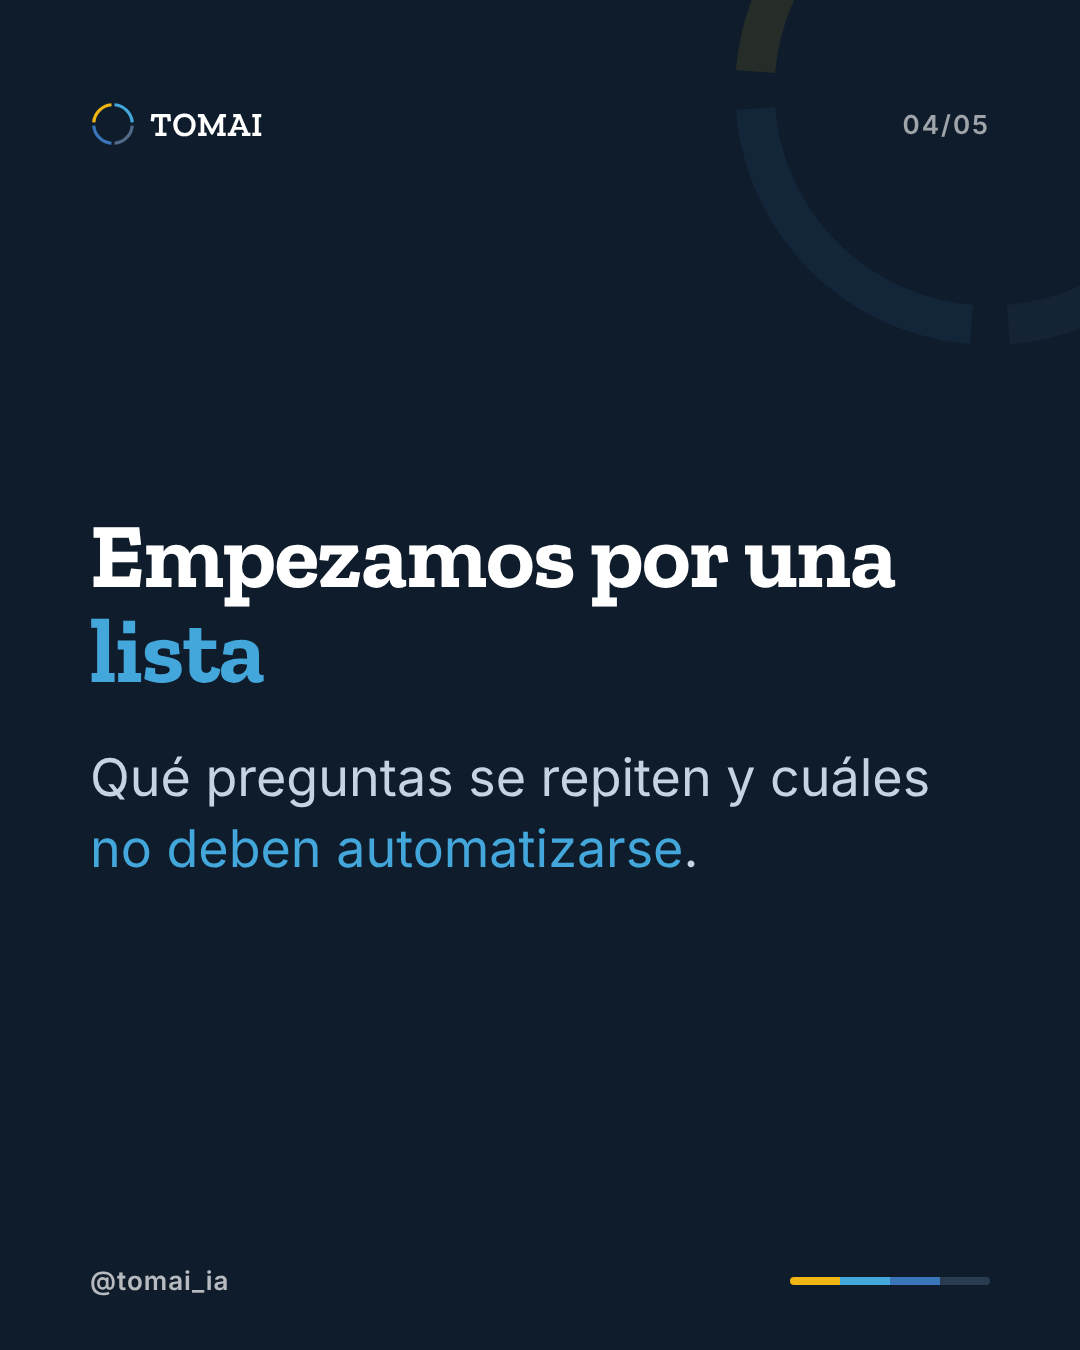 TOMAI
04/05
Empezamos por una
lista
Qué preguntas se repiten y cuáles
no deben automatizarse.
@tomai_ia